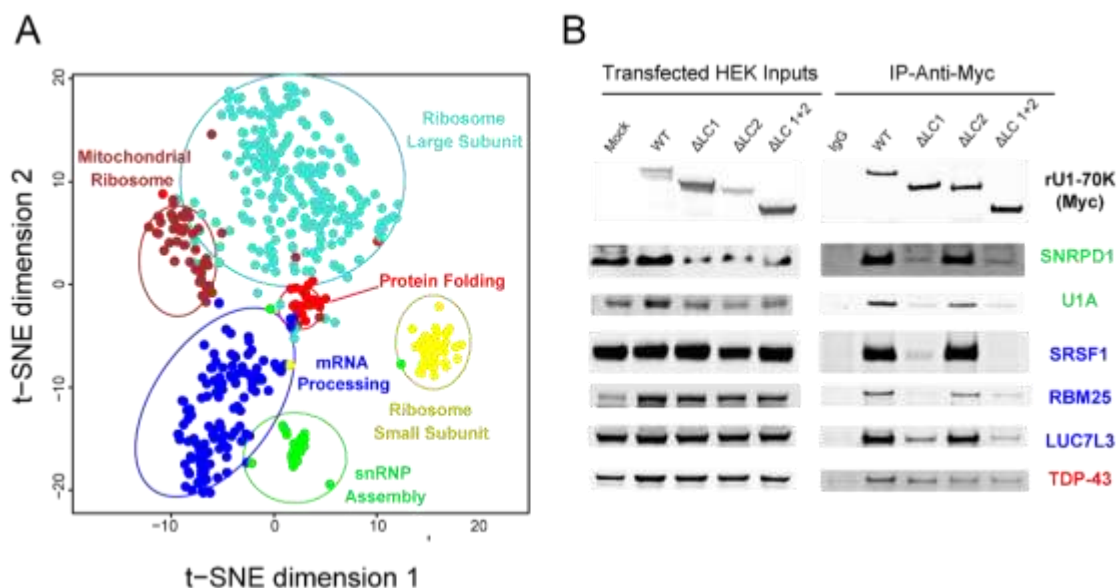 A
t−SNE dimension 2
20
10
0
−10
−20
−10
0
10
20
t−SNE dimension 1
Ribosome
Large Subunit
Mitochondrial
Ribosome
Protein Folding
mRNA
Processing
Ribosome
Small Subunit
snRNP
Assembly
B
Transfected HEK Inputs
IP-Anti-Myc
Mock
WT
ΔLC1
ΔLC2
ΔLC 1+2
IgG
WT
ΔLC1
ΔLC2
ΔLC 1+2
rU1-70K
(Myc)
SNRPD1
U1A
SRSF1
RBM25
LUC7L3
TDP-43